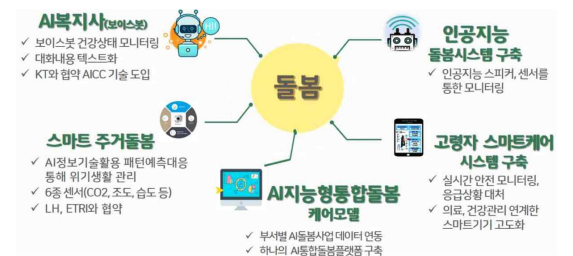 AI복지사(보이스봇)
✓ 보이스봇 건강상태 모니터링
✓ 대화내용 텍스트화
✓ KT와 협약 AICC 기술 도입
인공지능
돌봄시스템 구축
✓ 인공지능 스피커, 센서를
통한 모니터링
돌봄
스마트 주거돌봄
✓ AI정보기술활용 패턴예측대응
통해 위기생활 관리
✓ 6종 센서(CO2, 조도, 습도 등)
✓ LH, ETRI와 협약
고령자 스마트케어
시스템 구축
✓ 실시간 안전 모니터링,
응급상황 대처
✓ 의료, 건강관리 연계한
스마트기기 고도화
AI지능형통합돌봄
케어모델
✓ 부서별 AI돌봄사업 데이터 연동
✓ 하나의 AI통합돌봄플랫폼 구축